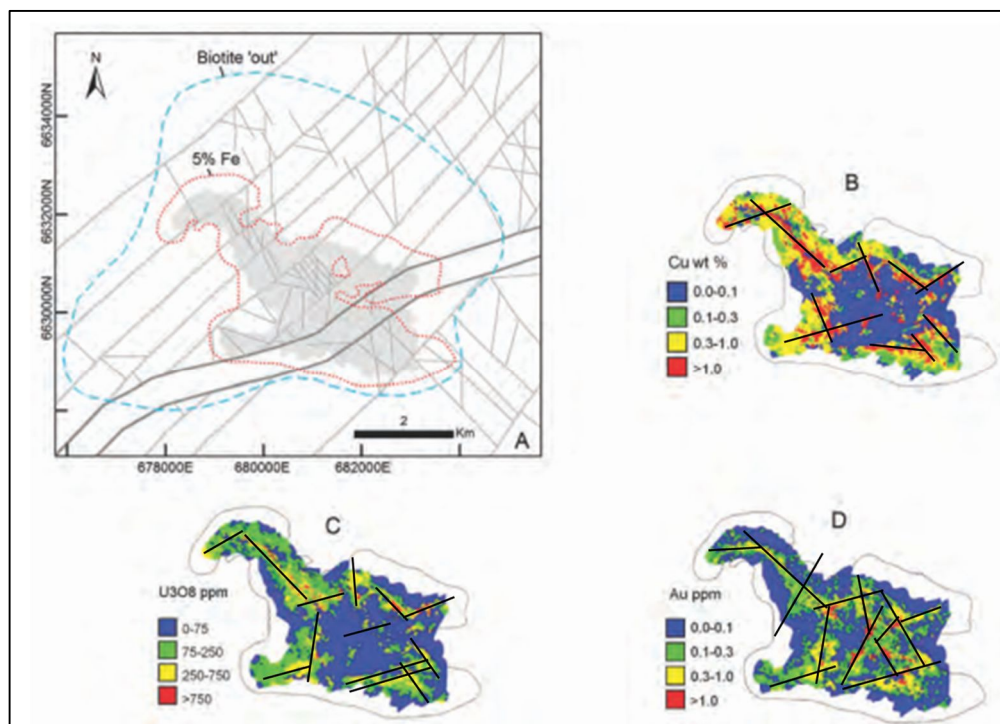 N
Biotite 'out'
5% Fe
6634000N
6632000N
6630000N
2
Km
A
678000E
680000E
682000E
B
Cu wt %
0.0-0.1
0.1-0.3
0.3-1.0
>1.0
C
U3O8 ppm
0-75
75-250
250-750
>750
D
Au ppm
0.0-0.1
0.1-0.3
0.3-1.0
>1.0